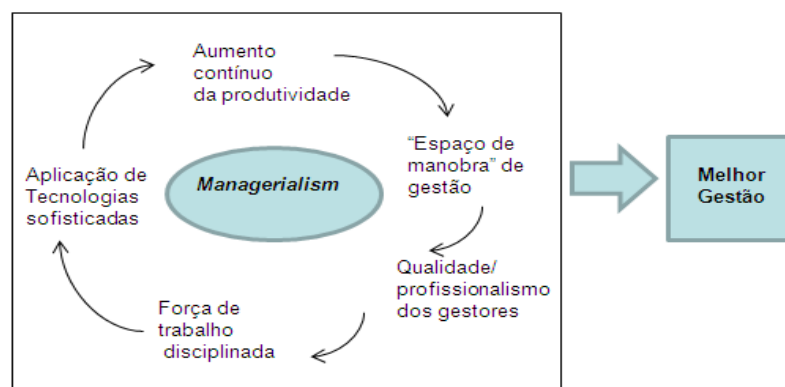 Aumento
contínuo
da produtividade
"Espaço de
manobra" de
gestão
Qualidade/
profissionalismo
dos gestores
Força de
trabalho
disciplinada
Aplicação de
Tecnologias
sofisticadas
Managerialism
Melhor
Gestão